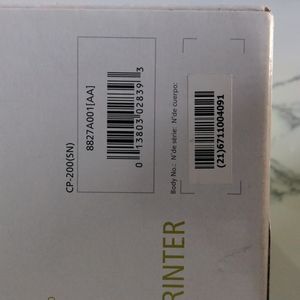 CP-200(SN)
8827A001[AA]
0 13803 02839 3
Body No.: N°de série: N°de cuerpo:
(21)6711004091
RINTER